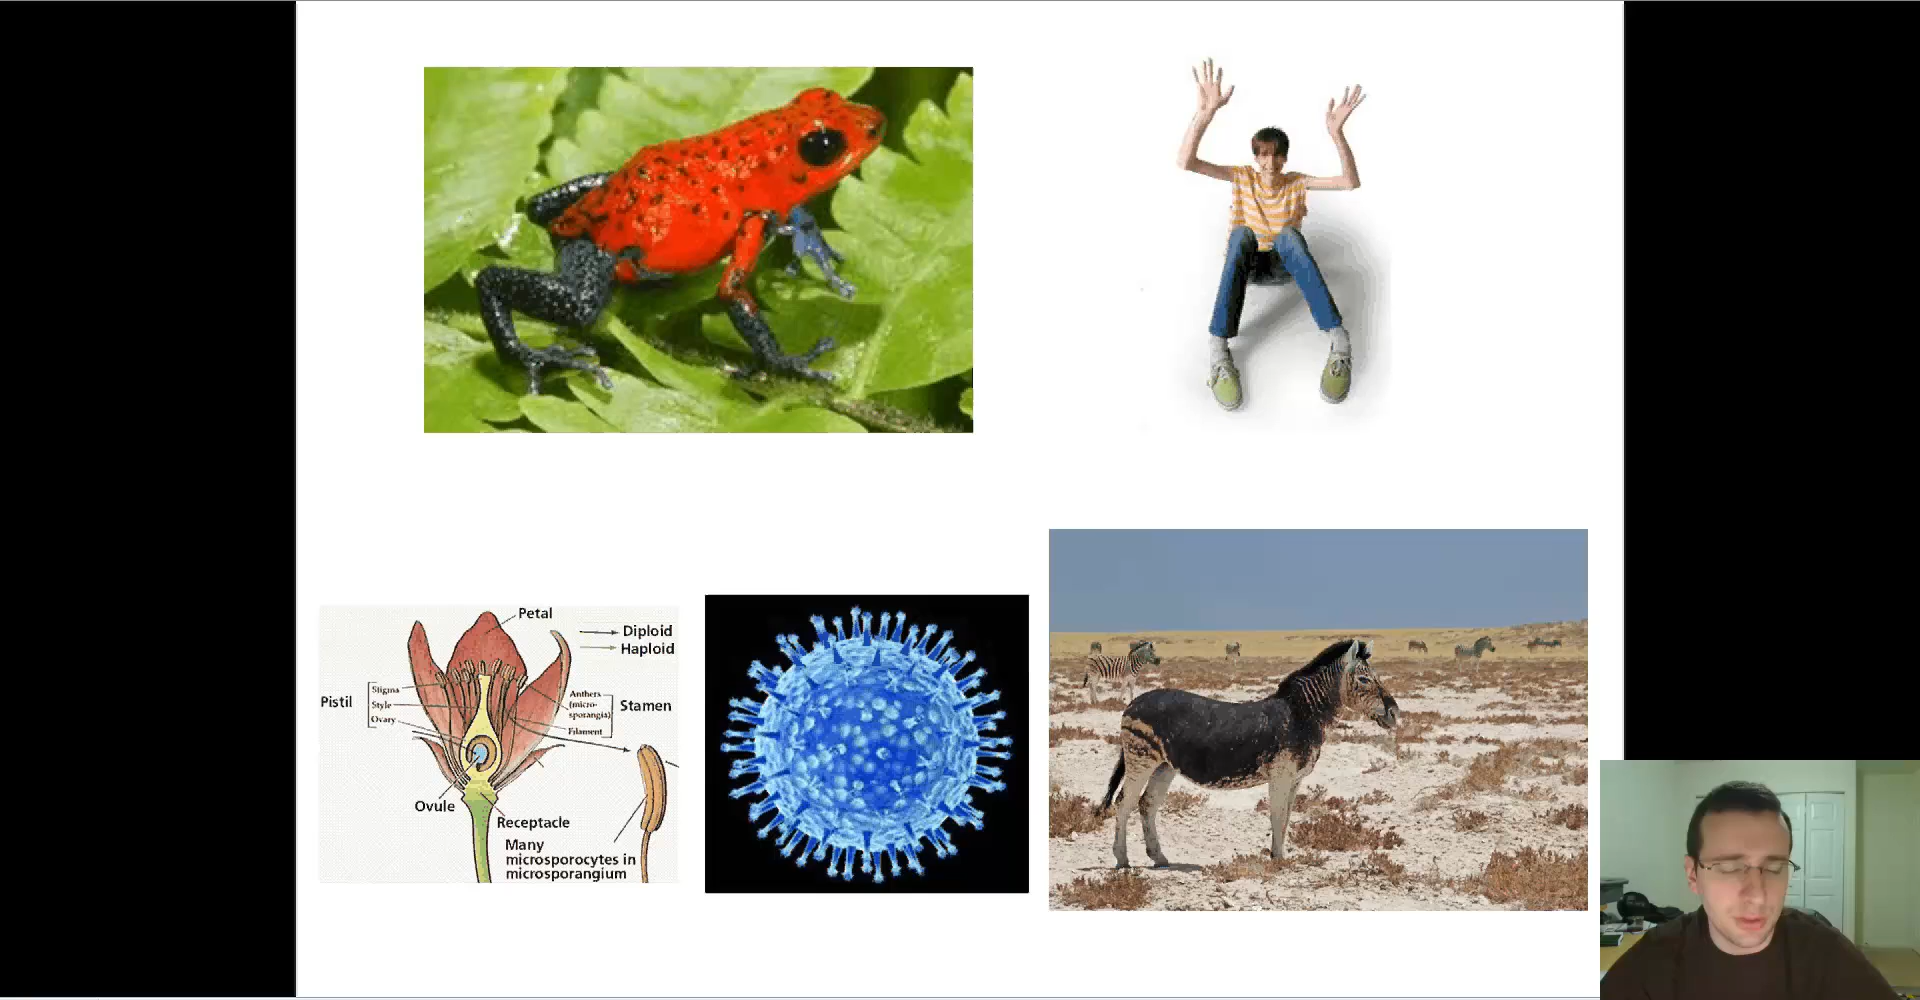 Petal
Diploid
Haploid
Pistil
Stigma
Style
Ovary
Anthers
(micro-
sporangia)
Filament
Stamen
Ovule
Receptacle
Many
microsporocytes in
microsporangium